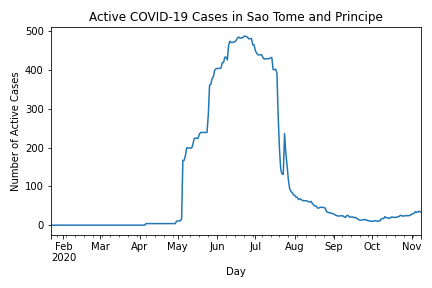 Active COVID-19 Cases in Sao Tome and Principe
Number of Active Cases
500
400
300
200
100
0
Feb Mar Apr May Jun Jul Aug Sep Oct Nov
2020
Day